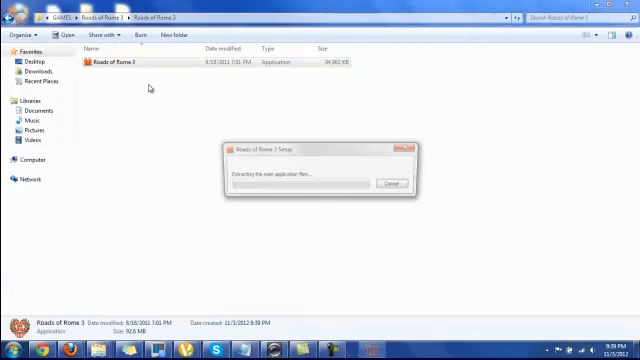 GAMES ▸ Roads of Rome 3 ▸ Roads of Rome 3
Search Roads of Rome 3
Organize Open Share with Burn New folder
Name Date modified Type Size
Favorites
Desktop
Downloads
Recent Places
Libraries
Documents
Music
Pictures
Videos
Computer
Network
Roads of Rome 3 8/18/2011 7:01 PM Application 94,861 KB
Roads of Rome 3 Setup
Extracting the main application files...
Cancel
Roads of Rome 3 Date modified: 8/18/2011 7:01 PM Date created: 11/3/2012 9:39 PM
Application Size: 92.6 MB
9:39 PM
11/3/2012